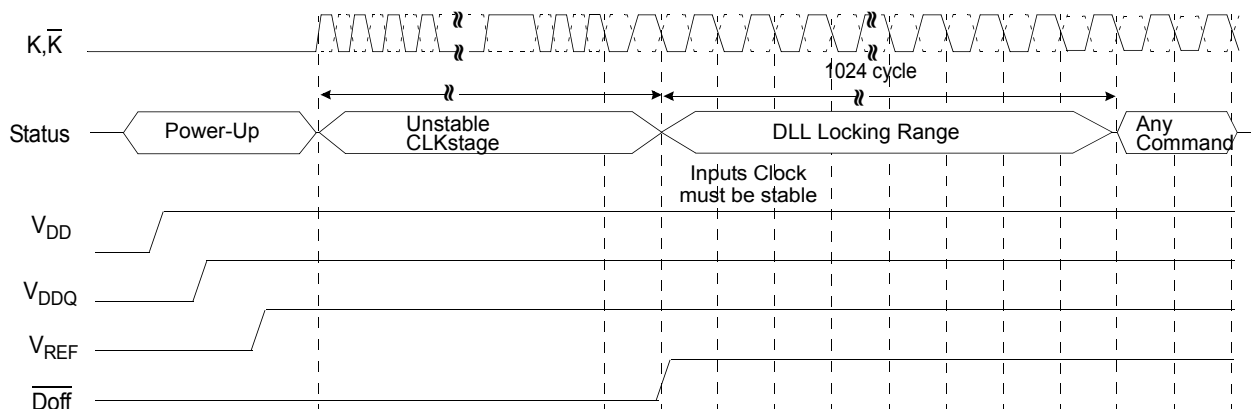 K,K̅
1024 cycle
Status
Power-Up
Unstable
CLKstage
DLL Locking Range
Any
Command
Inputs Clock
must be stable
VDD
VDDQ
VREF
D̅o̅f̅f̅